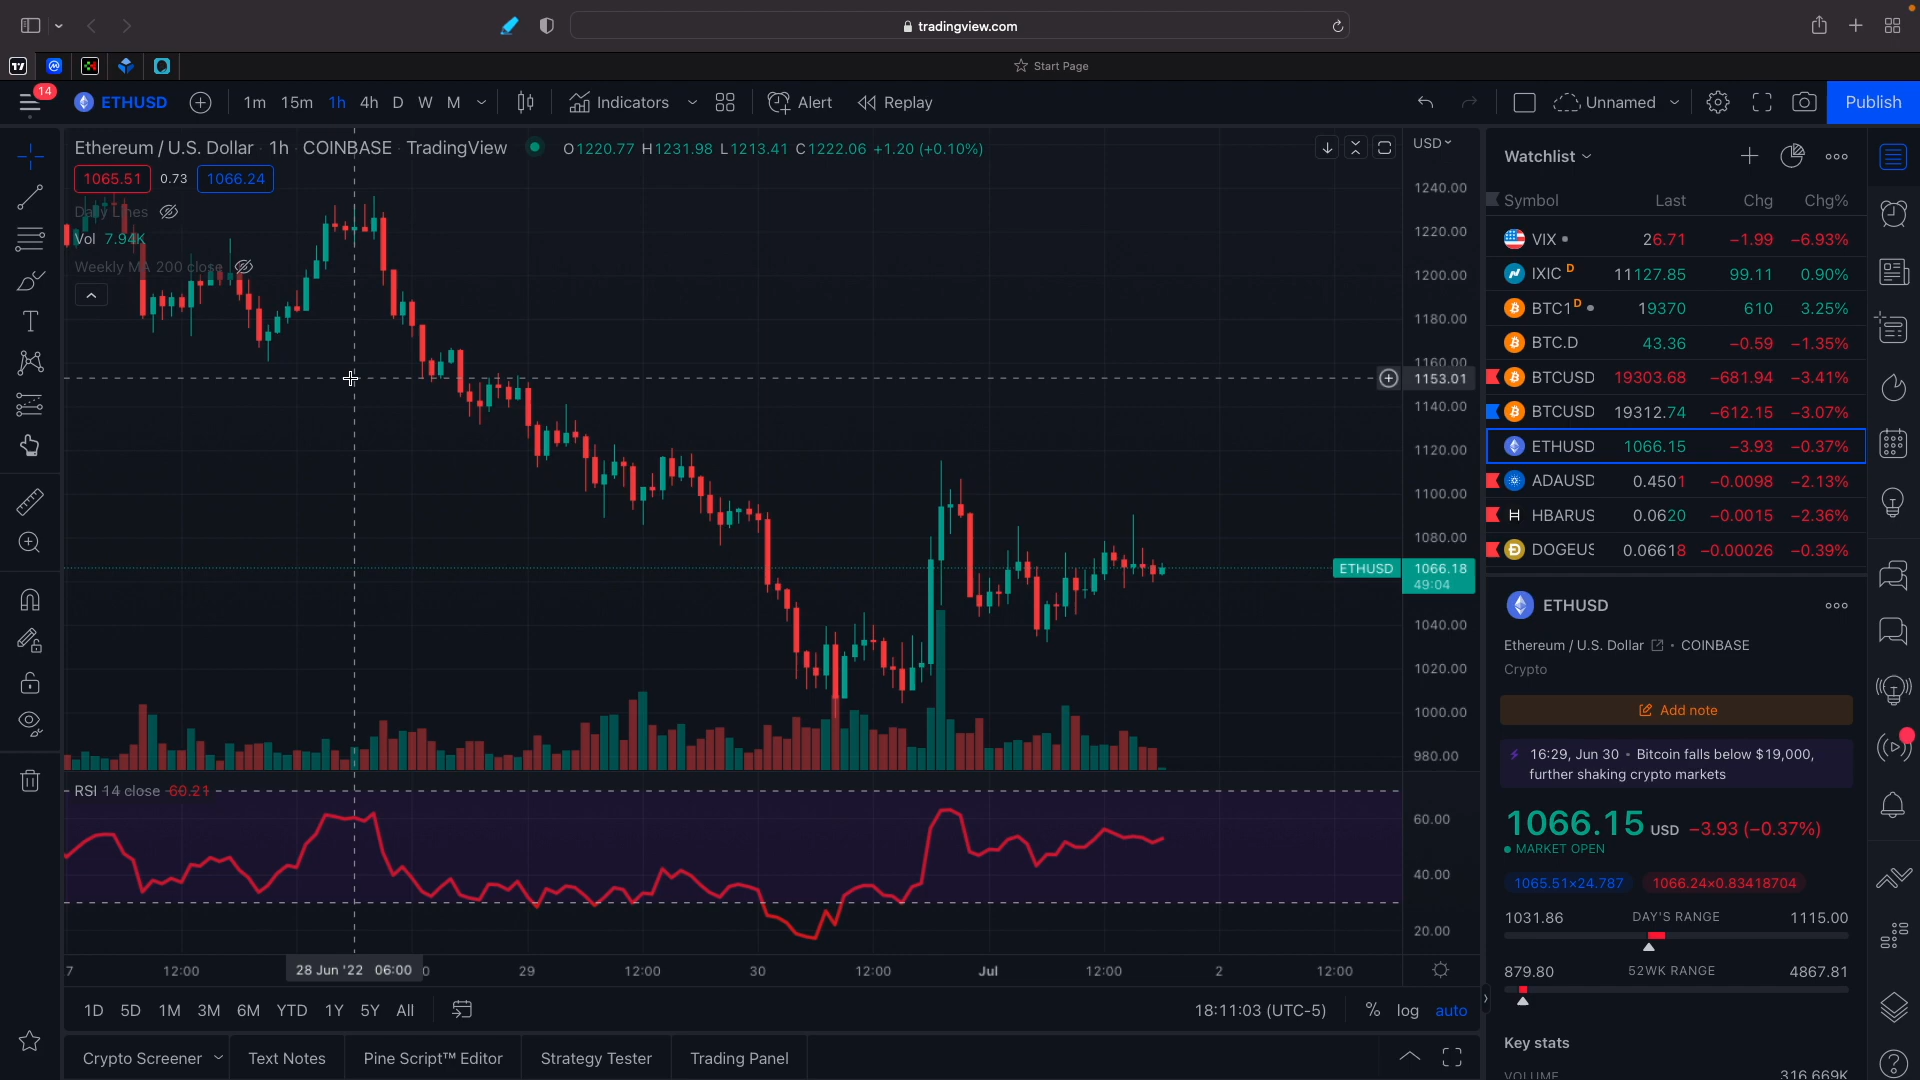 tradingview.com
Start Page
14
ETHUSD
1m 15m 1h 4h D W M
Indicators
Alert
Replay
Unnamed
Publish
Ethereum / U.S. Dollar · 1h · COINBASE · TradingView
O1220.77 H1231.98 L1213.41 C1222.06 +1.20 (+0.10%)
USD
1065.51 0.73 1066.24
Daily Lines
Vol 7.94K
Weekly MA 200 close
1240.00
1220.00
1200.00
1180.00
1160.00
1153.01
1140.00
1120.00
1100.00
1080.00
ETHUSD 1066.18
49:04
1040.00
1020.00
1000.00
980.00
RSI 14 close 60.21
60.00
40.00
20.00
7 12:00 28 Jun '22 06:00 0 29 12:00 30 12:00 Jul 12:00 2 12:00
1D 5D 1M 3M 6M YTD 1Y 5Y All
18:11:03 (UTC-5) % log auto
Crypto Screener Text Notes Pine Script™ Editor Strategy Tester Trading Panel
Watchlist
Symbol Last Chg Chg%
VIX 26.71 −1.99 −6.93%
IXIC D 11127.85 99.11 0.90%
BTC1 D 19370 610 3.25%
BTC.D 43.36 −0.59 −1.35%
BTCUSD 19303.68 −681.94 −3.41%
BTCUSD 19312.74 −612.15 −3.07%
ETHUSD 1066.15 −3.93 −0.37%
ADAUSD 0.4501 −0.0098 −2.13%
HBARUS 0.0620 −0.0015 −2.36%
DOGEUS 0.06618 −0.00026 −0.39%
ETHUSD
Ethereum / U.S. Dollar · COINBASE
Crypto
Add note
16:29, Jun 30 · Bitcoin falls below $19,000,
further shaking crypto markets
1066.15 USD −3.93 (−0.37%)
MARKET OPEN
1065.51×24.787 1066.24×0.83418704
1031.86 DAY'S RANGE 1115.00
879.80 52WK RANGE 4867.81
Key stats
VOLUME 316.669K